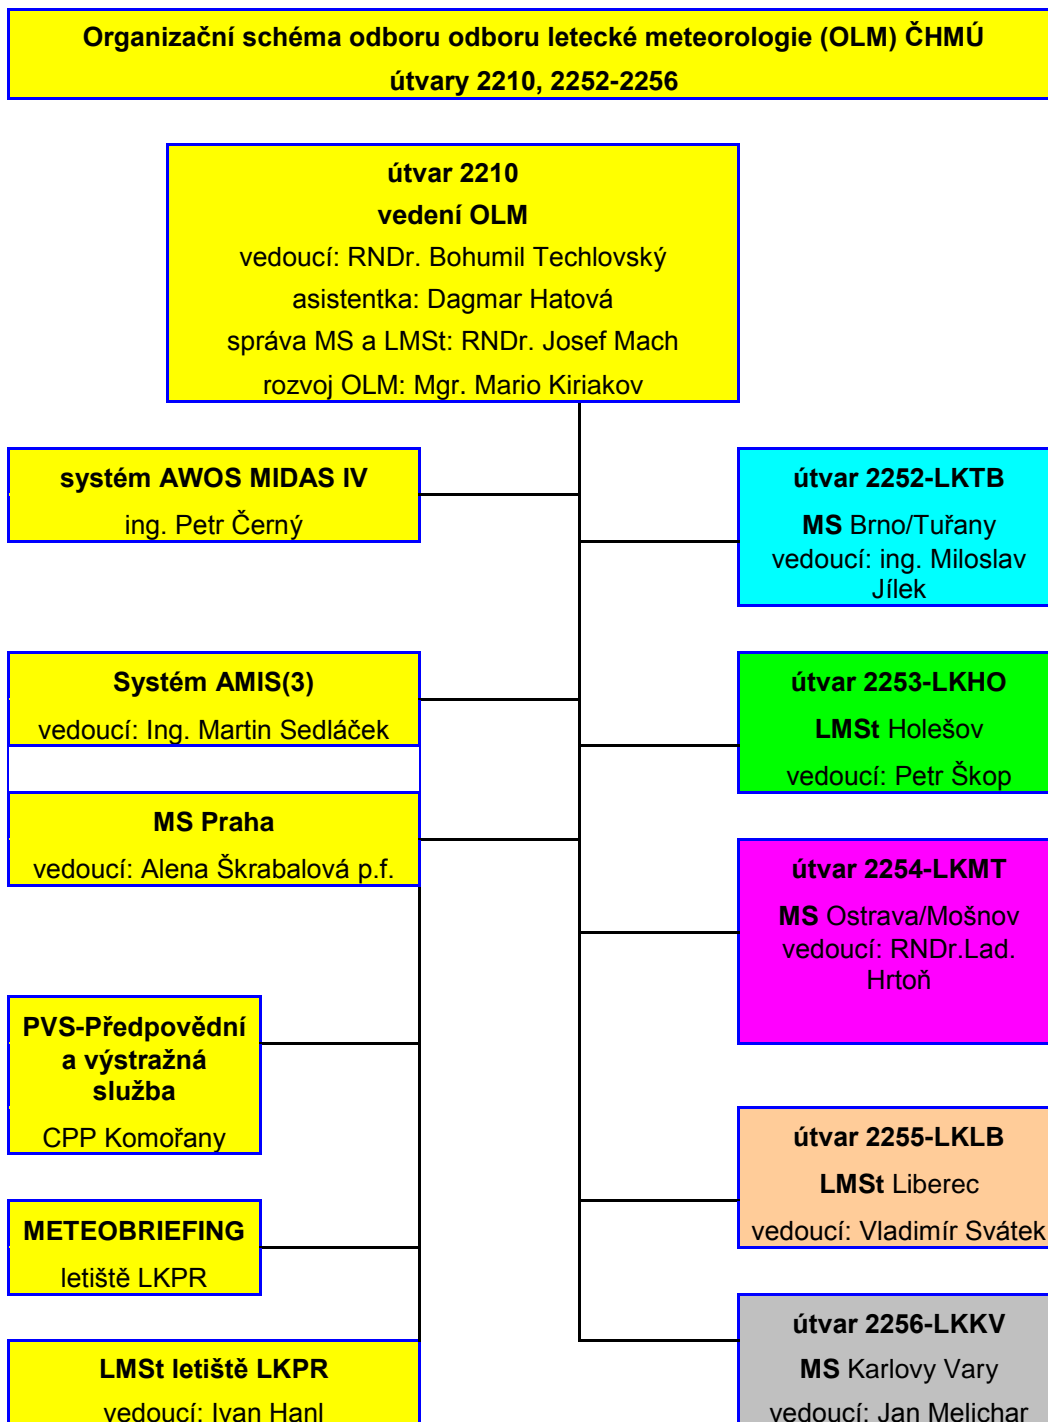 Organizační schéma odboru odboru letecké meteorologie (OLM) ČHMÚ
útvary 2210, 2252-2256
útvar 2210
vedení OLM
vedoucí: RNDr. Bohumil Techlovský
asistentka: Dagmar Hatová
správa MS a LMSt: RNDr. Josef Mach
rozvoj OLM: Mgr. Mario Kiriakov
systém AWOS MIDAS IV
ing. Petr Černý
útvar 2252-LKTB
MS Brno/Tuřany
vedoucí: ing. Miloslav
Jílek
Systém AMIS(3)
vedoucí: Ing. Martin Sedláček
útvar 2253-LKHO
LMSt Holešov
vedoucí: Petr Škop
MS Praha
vedoucí: Alena Škrabalová p.f.
útvar 2254-LKMT
MS Ostrava/Mošnov
vedoucí: RNDr.Lad.
Hrtoň
PVS-Předpovědní
a výstražná
služba
CPP Komořany
útvar 2255-LKLB
LMSt Liberec
vedoucí: Vladimír Svátek
METEOBRIEFING
letiště LKPR
útvar 2256-LKKV
MS Karlovy Vary
vedoucí: Jan Melichar
LMSt letiště LKPR
vedoucí: Ivan Hanl